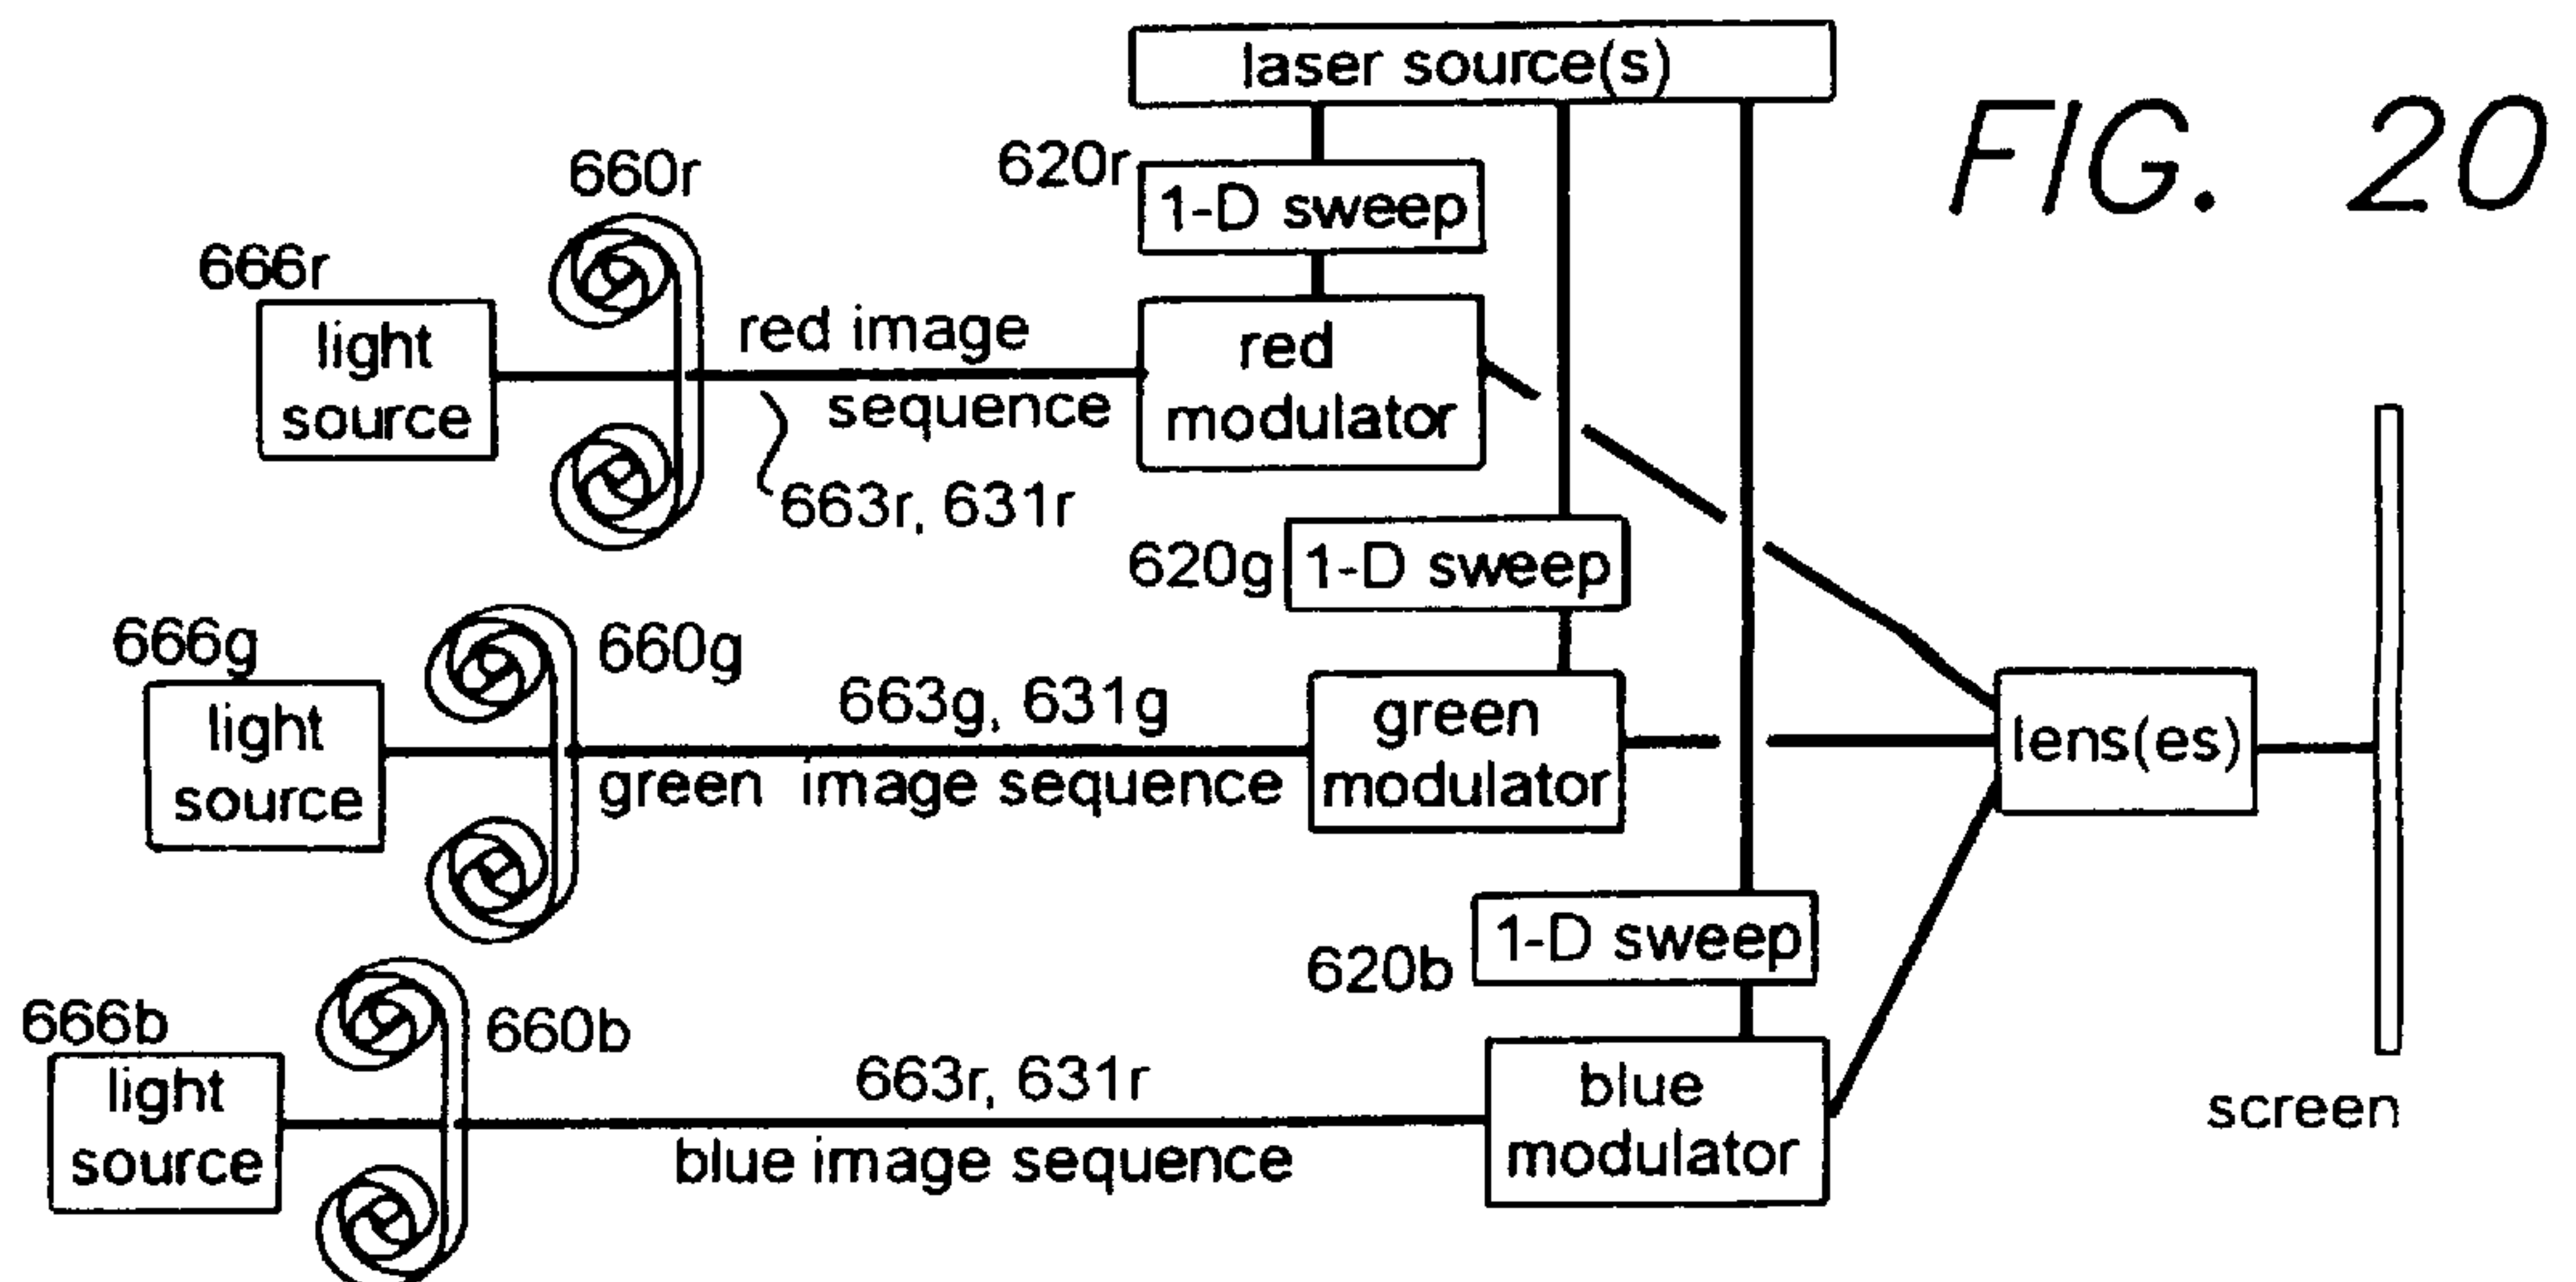 laser source(s)
FIG. 20
620r
1-D sweep
660r
666r
light
source
red image
sequence
663r, 631r
red
modulator
620g
1-D sweep
666g
light
source
660g
663g, 631g
green image sequence
green
modulator
lens(es)
620b
1-D sweep
666b
light
source
660b
663r, 631r
blue image sequence
blue
modulator
screen